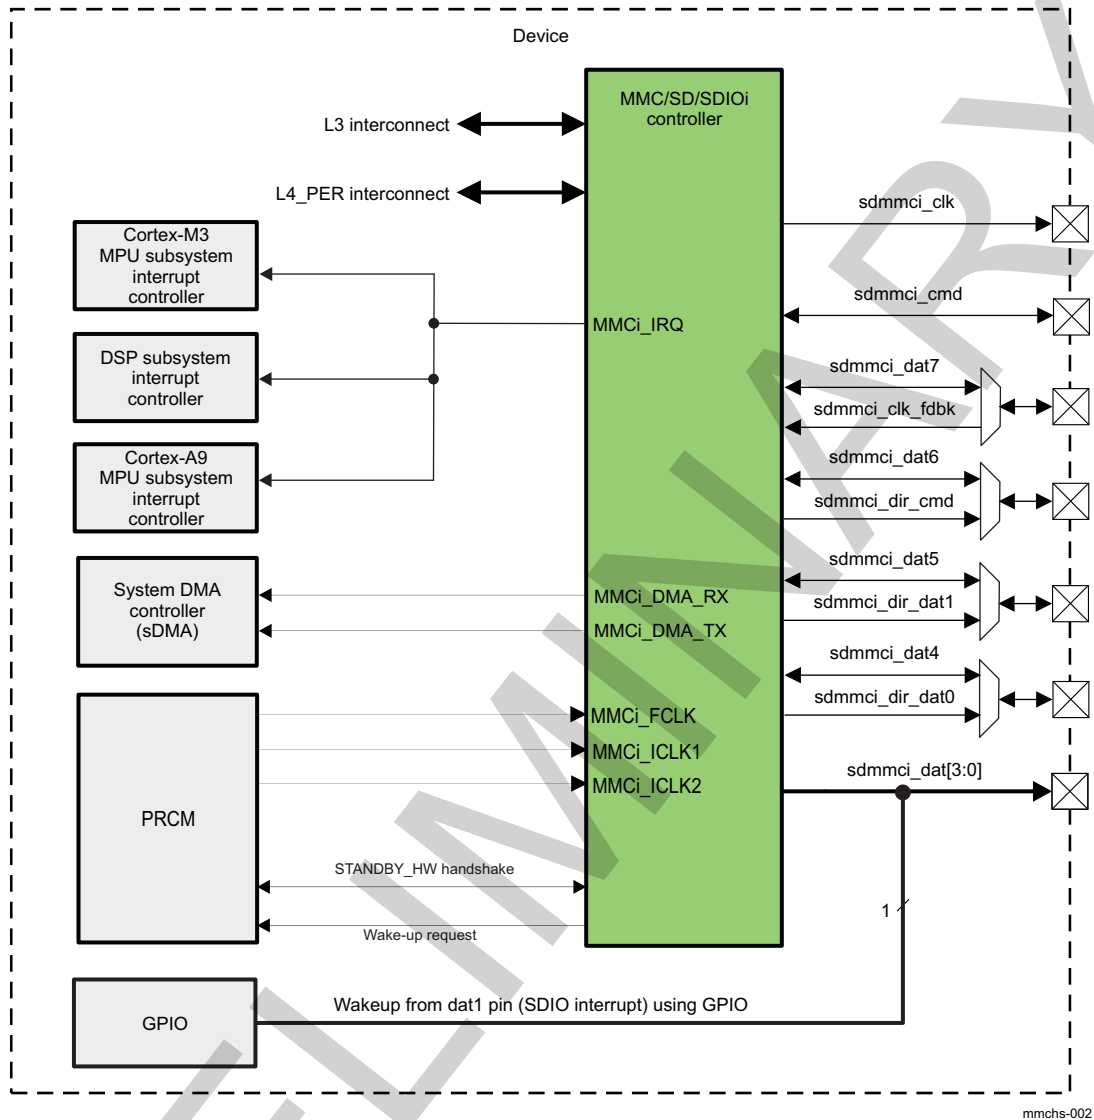 Device
MMC/SD/SDIOi
controller
L3 interconnect
L4_PER interconnect
Cortex-M3
MPU subsystem
interrupt
controller
DSP subsystem
interrupt
controller
Cortex-A9
MPU subsystem
interrupt
controller
System DMA
controller
(sDMA)
PRCM
GPIO
MMCi_IRQ
MMCi_DMA_RX
MMCi_DMA_TX
MMCi_FCLK
MMCi_ICLK1
MMCi_ICLK2
STANDBY_HW handshake
Wake-up request
Wakeup from dat1 pin (SDIO interrupt) using GPIO
sdmmci_clk
sdmmci_cmd
sdmmci_dat7
sdmmci_clk_fdbk
sdmmci_dat6
sdmmci_dir_cmd
sdmmci_dat5
sdmmci_dir_dat1
sdmmci_dat4
sdmmci_dir_dat0
sdmmci_dat[3:0]
1
mmchs-002
ELIMINARY